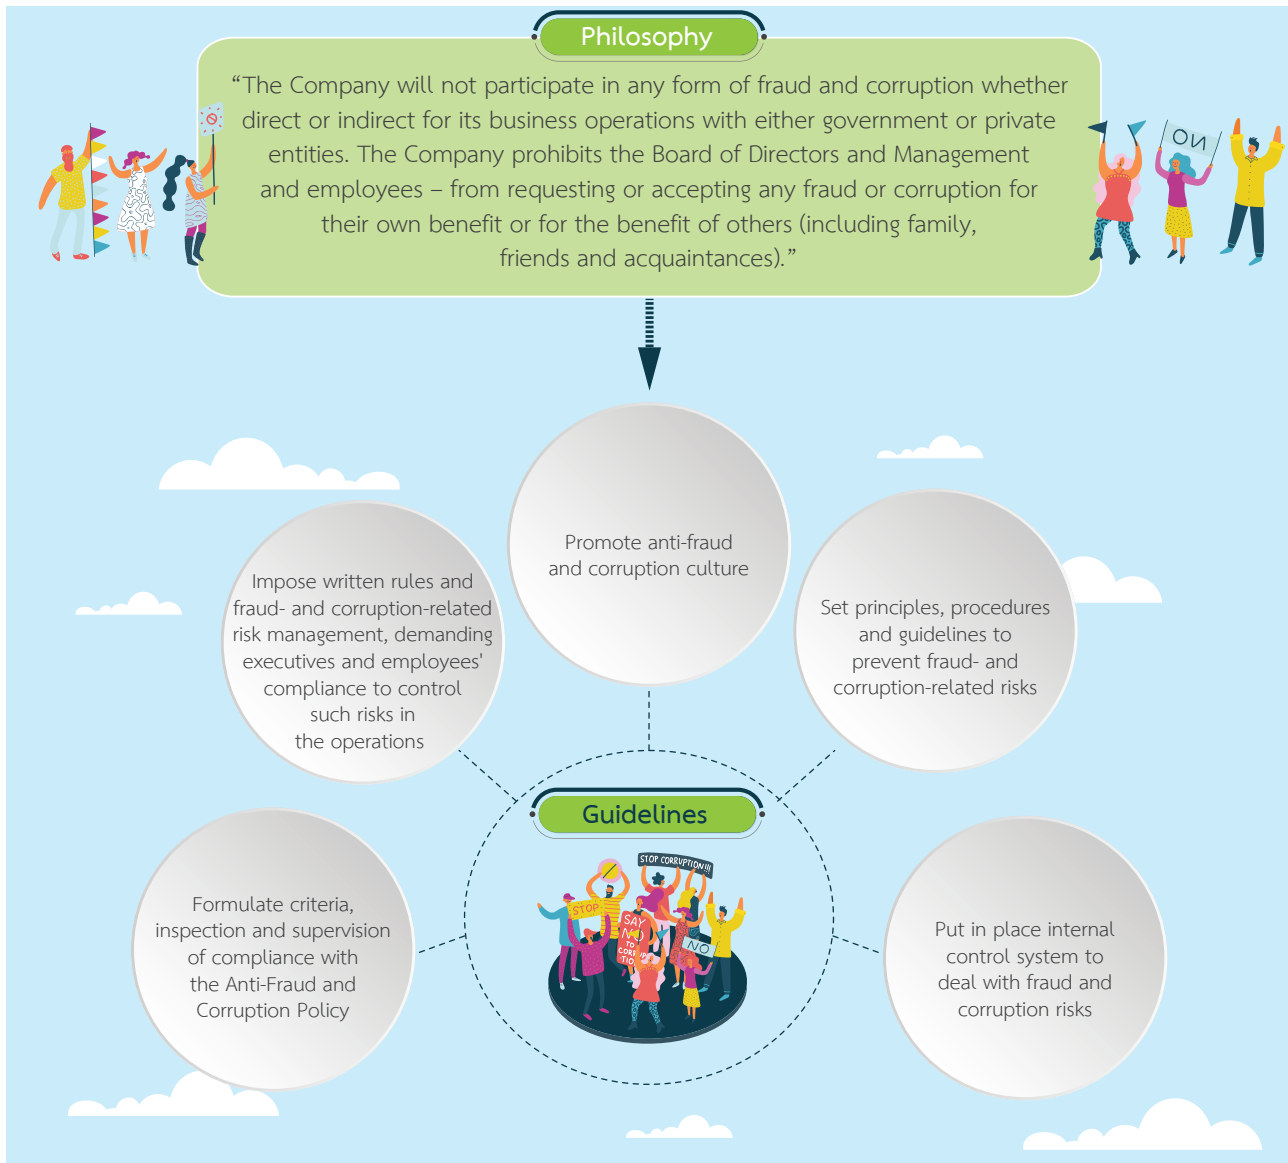 Philosophy
“The Company will not participate in any form of fraud and corruption whether
direct or indirect for its business operations with either government or private
entities. The Company prohibits the Board of Directors and Management
and employees – from requesting or accepting any fraud or corruption for
their own benefit or for the benefit of others (including family,
friends and acquaintances).”
NO
Promote anti-fraud
and corruption culture
Impose written rules and
fraud- and corruption-related
risk management, demanding
executives and employees'
compliance to control
such risks in
the operations
Set principles, procedures
and guidelines to
prevent fraud- and
corruption-related risks
Guidelines
STOP CORRUPTION!!!
STOP
SAY
NO
TO
CORRUP
TION
NO
Formulate criteria,
inspection and supervision
of compliance with
the Anti-Fraud and
Corruption Policy
Put in place internal
control system to
deal with fraud and
corruption risks